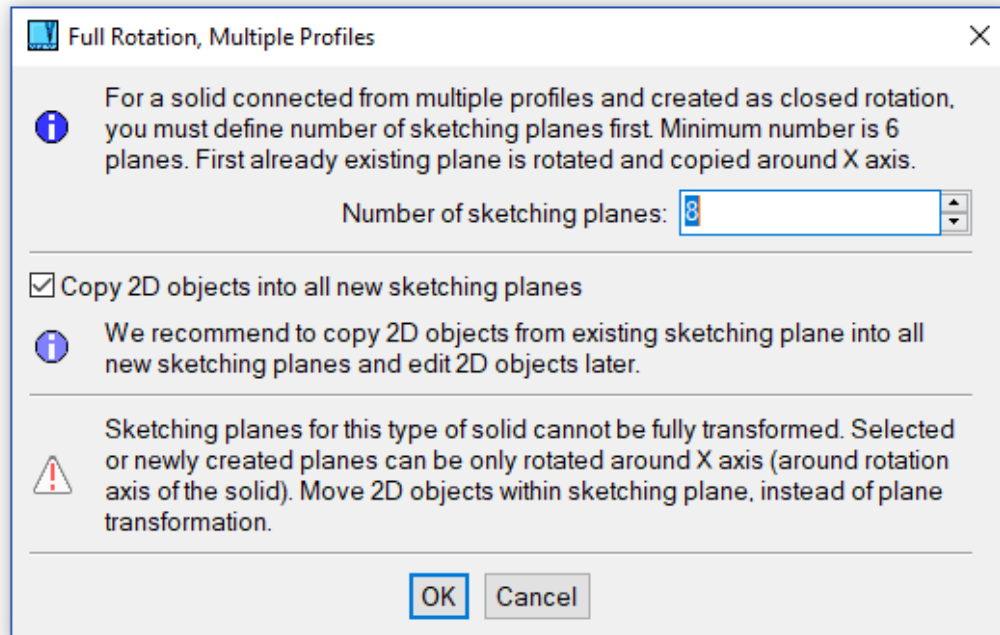 Full Rotation, Multiple Profiles
For a solid connected from multiple profiles and created as closed rotation,
you must define number of sketching planes first. Minimum number is 6
planes. First already existing plane is rotated and copied around X axis.
Number of sketching planes: 8
Copy 2D objects into all new sketching planes
We recommend to copy 2D objects from existing sketching plane into all
new sketching planes and edit 2D objects later.
Sketching planes for this type of solid cannot be fully transformed. Selected
or newly created planes can be only rotated around X axis (around rotation
axis of the solid). Move 2D objects within sketching plane, instead of plane
transformation.
OK Cancel